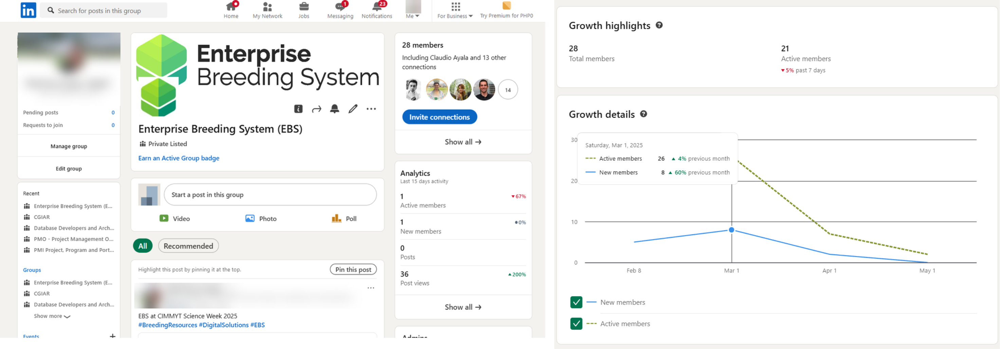 in
Search for posts in this group
Home
My Network
Jobs
1
Messaging
23
Notifications
Me
For Business
Try Premium for PHP0
Pending posts 0
Requests to join 0
Manage group
Edit group
Recent
Enterprise Breeding System (E...
CGIAR
Database Developers and Arch...
PMO - Project Management O...
PMI Project, Program and Port...
Groups
Enterprise Breeding System (E...
CGIAR
Database Developers and Arch...
Show more
Events
Enterprise
Breeding System
Enterprise Breeding System (EBS)
Private Listed
Earn an Active Group badge
Start a post in this group
Video
Photo
Poll
All
Recommended
Highlight this post by pinning it at the top.
Pin this post
EBS at CIMMYT Science Week 2025
#BreedingResources #DigitalSolutions #EBS
28 members
Including Claudio Ayala and 13 other
connections
14
Invite connections
Show all →
Analytics
Last 15 days activity
1 ▼67%
Active members
1 •0%
New members
0
Posts
36 ▲200%
Post views
Show all →
Admins
Growth highlights ?
28
Total members
21
Active members
▼5% past 7 days
Growth details ?
30
Saturday, Mar 1, 2025
Active members 26 ▲ 4% previous month
New members 8 ▲ 60% previous month
20
10
0
Feb 8
Mar 1
Apr 1
May 1
New members
Active members